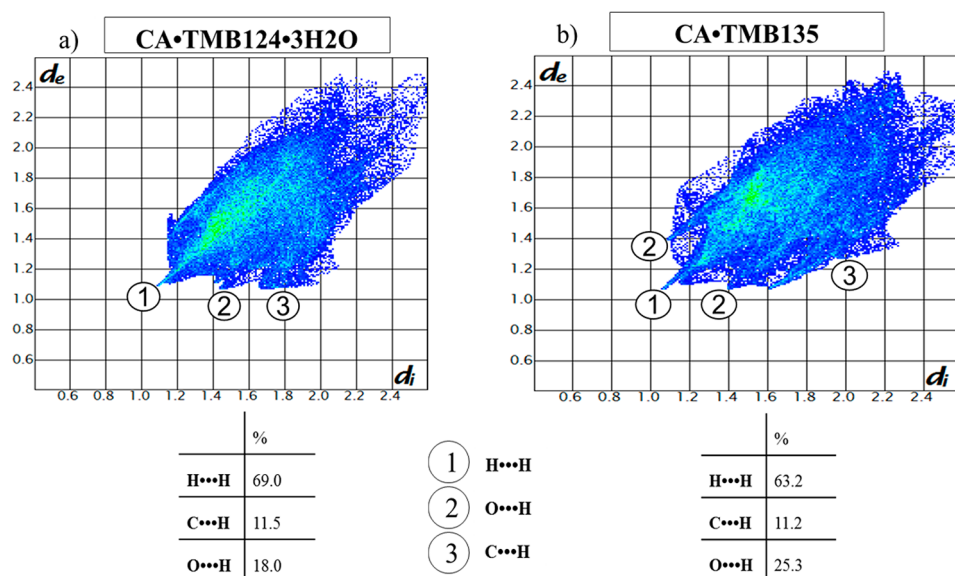 a) CA•TMB124•3H2O
b) CA•TMB135
de
2.4
2.2
2.0
1.8
1.6
1.4
1.2
1.0
0.8
0.6
1
2
3
di
0.6 0.8 1.0 1.2 1.4 1.6 1.8 2.0 2.2 2.4
de
2.4
2.2
2.0
1.8
1.6
1.4
1.2
1.0
0.8
0.6
2
1
2
3
di
0.6 0.8 1.0 1.2 1.4 1.6 1.8 2.0 2.2 2.4
%
H•••H 69.0
C•••H 11.5
O•••H 18.0
1 H•••H
2 O•••H
3 C•••H
%
H•••H 63.2
C•••H 11.2
O•••H 25.3